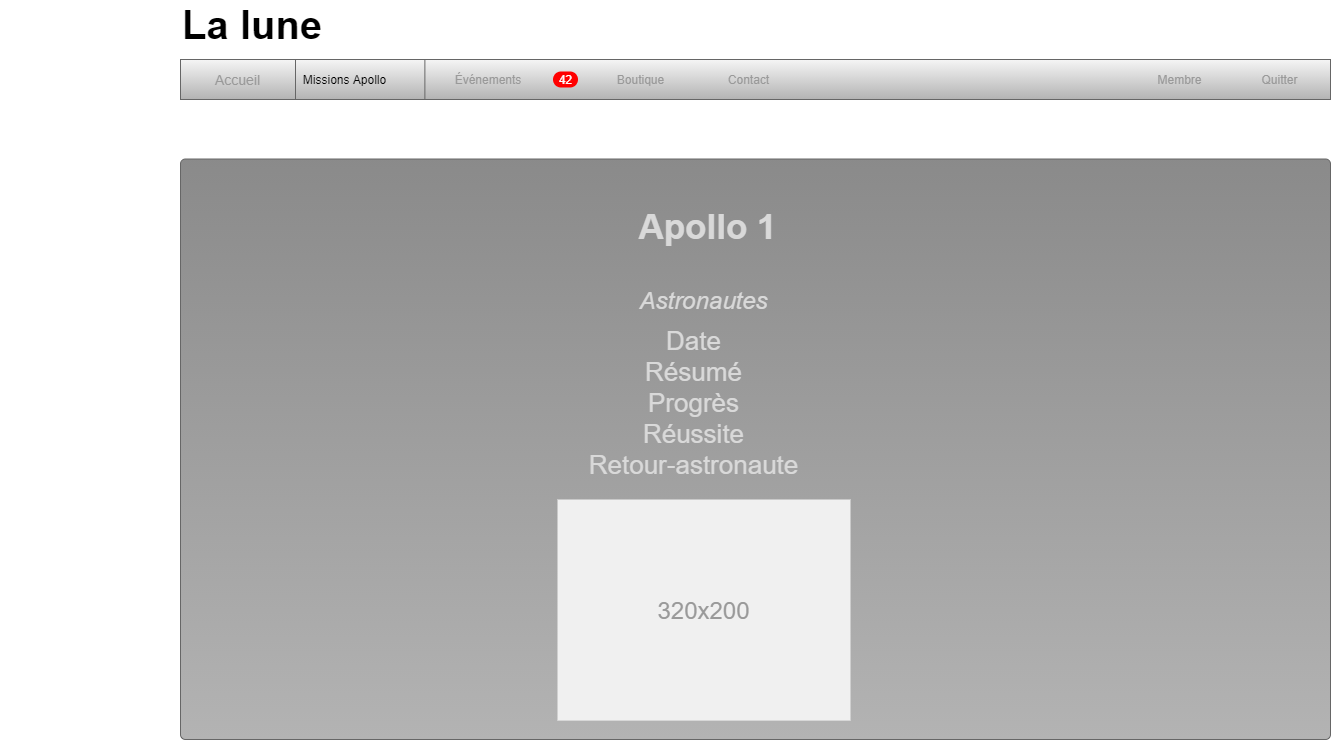 La lune
Accueil Missions Apollo Événements 42 Boutique Contact Membre Quitter
Apollo 1
Astronautes
Date
Résumé
Progrès
Réussite
Retour-astronaute
320x200